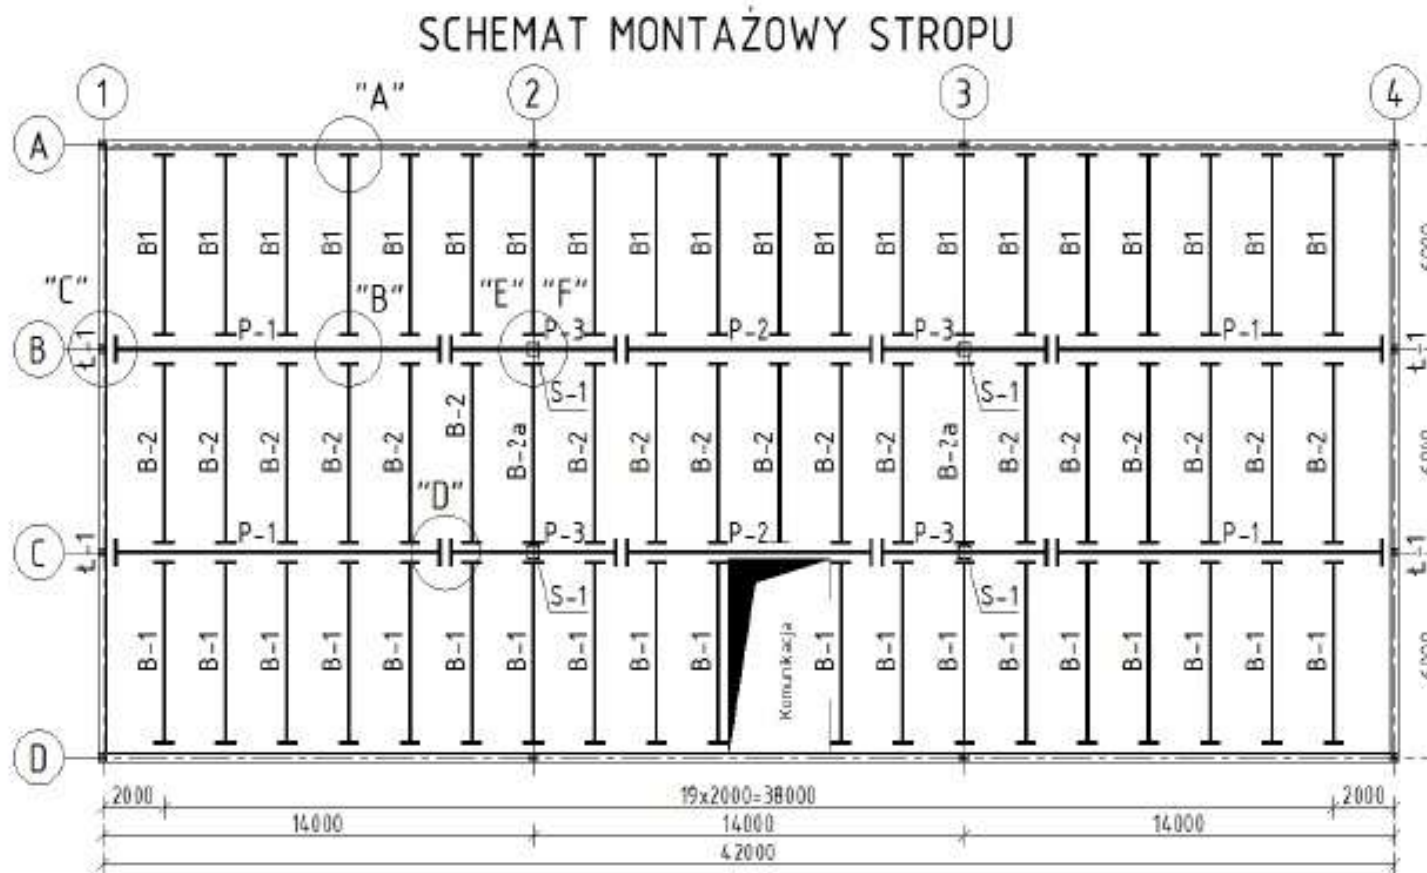 SCHEMAT MONTAŻOWY STROPU
1 "A" 2 3 4
A
B1 B1 B1 B1 B1 B1 B1 B1 B1 B1 B1 B1 B1 B1 B1 B1 B1 B1 B1 B1
"C" "B" "E" "F"
P-1 P-3 P-2 P-3 P-1
B Ł-1 Ł-1
S-1 S-1
B-2 B-2 B-2 B-2 B-2 B-2 B-2a B-2 B-2 B-2 B-2 B-2 B-2 B-2a B-2 B-2 B-2 B-2 B-2 B-2
"D"
P-1 P-3 P-2 P-3 P-1
C Ł-1 Ł-1
S-1 S-1
B-1 B-1 B-1 B-1 B-1 B-1 B-1 B-1 B-1 B-1 Komunikacja B-1 B-1 B-1 B-1 B-1 B-1 B-1 B-1 B-1
D
2000 19x2000=38000 2000
14000 14000 14000
42000